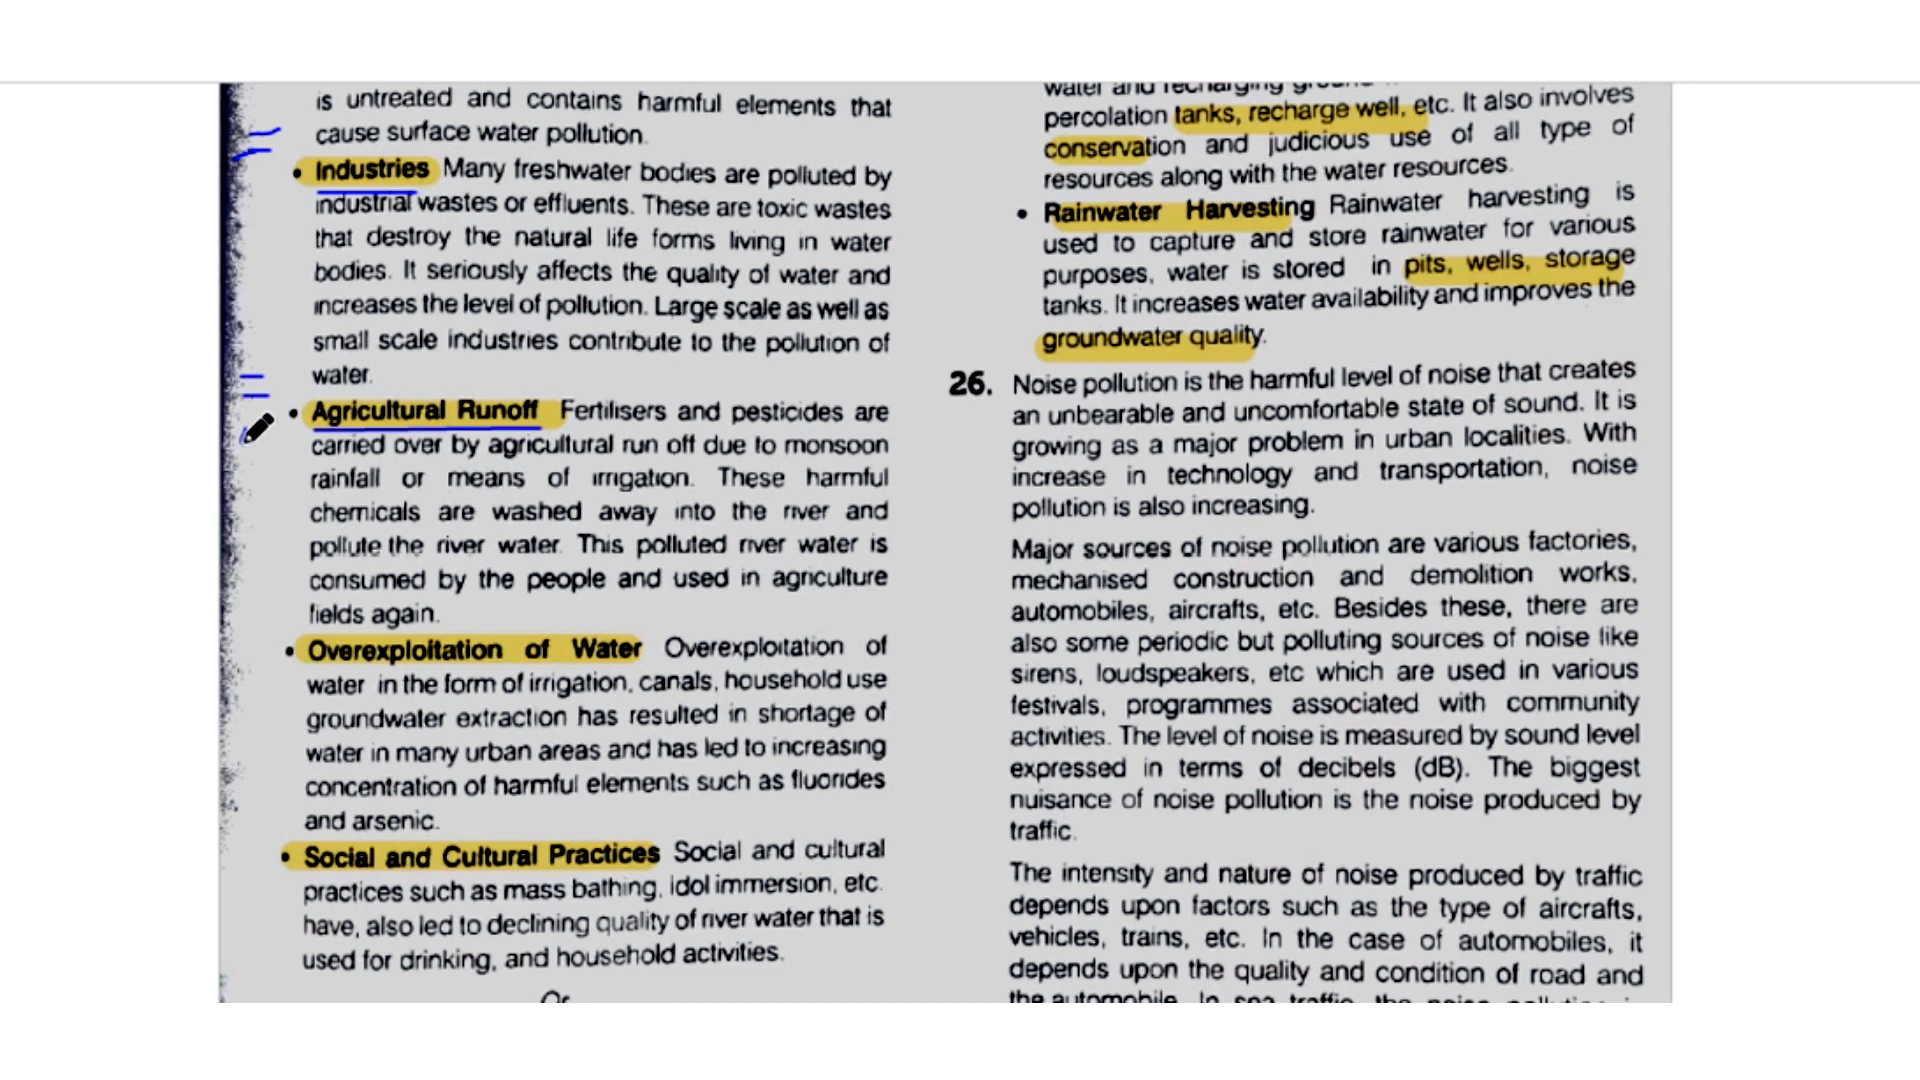 is untreated and contains harmful elements that
cause surface water pollution.
• Industries Many freshwater bodies are polluted by
industrial wastes or effluents. These are toxic wastes
that destroy the natural life forms living in water
bodies. It seriously affects the quality of water and
increases the level of pollution. Large scale as well as
small scale industries contribute to the pollution of
water.
• Agricultural Runoff Fertilisers and pesticides are
carried over by agricultural run off due to monsoon
rainfall or means of irrigation. These harmful
chemicals are washed away into the river and
pollute the river water. This polluted river water is
consumed by the people and used in agriculture
fields again.
• Overexploitation of Water Overexploitation of
water in the form of irrigation, canals, household use
groundwater extraction has resulted in shortage of
water in many urban areas and has led to increasing
concentration of harmful elements such as fluorides
and arsenic.
• Social and Cultural Practices Social and cultural
practices such as mass bathing, idol immersion, etc.
have, also led to declining quality of river water that is
used for drinking, and household activities.
Or
water and recharging
percolation tanks, recharge well, etc. It also involves
conservation and judicious use of all type of
resources along with the water resources.
• Rainwater Harvesting Rainwater harvesting is
used to capture and store rainwater for various
purposes, water is stored in pits, wells, storage
tanks. It increases water availability and improves the
groundwater quality.
26. Noise pollution is the harmful level of noise that creates
an unbearable and uncomfortable state of sound. It is
growing as a major problem in urban localities. With
increase in technology and transportation, noise
pollution is also increasing.
Major sources of noise pollution are various factories,
mechanised construction and demolition works,
automobiles, aircrafts, etc. Besides these, there are
also some periodic but polluting sources of noise like
sirens, loudspeakers, etc which are used in various
festivals, programmes associated with community
activities. The level of noise is measured by sound level
expressed in terms of decibels (dB). The biggest
nuisance of noise pollution is the noise produced by
traffic.
The intensity and nature of noise produced by traffic
depends upon factors such as the type of aircrafts,
vehicles, trains, etc. In the case of automobiles, it
depends upon the quality and condition of road and
the automobile. In sea traffic, the noise